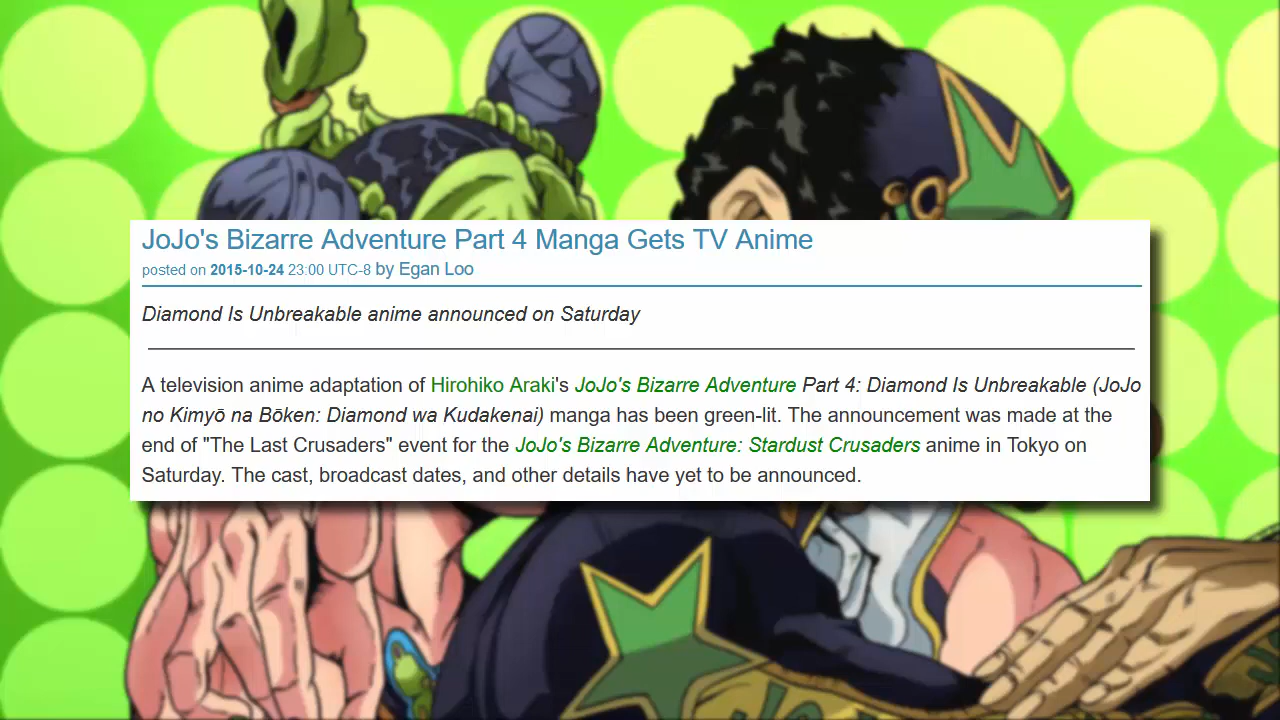 JoJo's Bizarre Adventure Part 4 Manga Gets TV Anime
posted on 2015-10-24 23:00 UTC-8 by Egan Loo
Diamond Is Unbreakable anime announced on Saturday
A television anime adaptation of Hirohiko Araki's JoJo's Bizarre Adventure Part 4: Diamond Is Unbreakable (JoJo
no Kimyō na Bōken: Diamond wa Kudakenai) manga has been green-lit. The announcement was made at the
end of "The Last Crusaders" event for the JoJo's Bizarre Adventure: Stardust Crusaders anime in Tokyo on
Saturday. The cast, broadcast dates, and other details have yet to be announced.